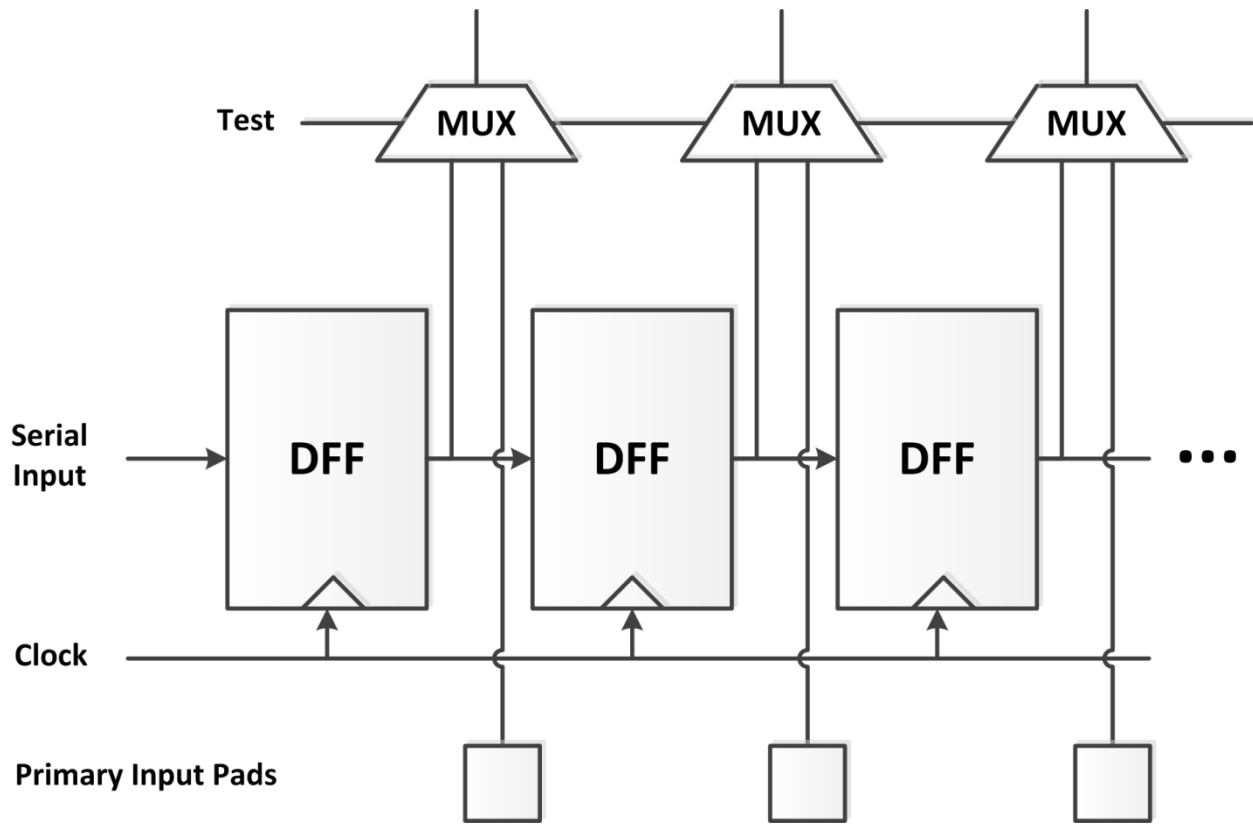 Test
MUX
MUX
MUX
Serial
Input
DFF
DFF
DFF
...
Clock
Primary Input Pads